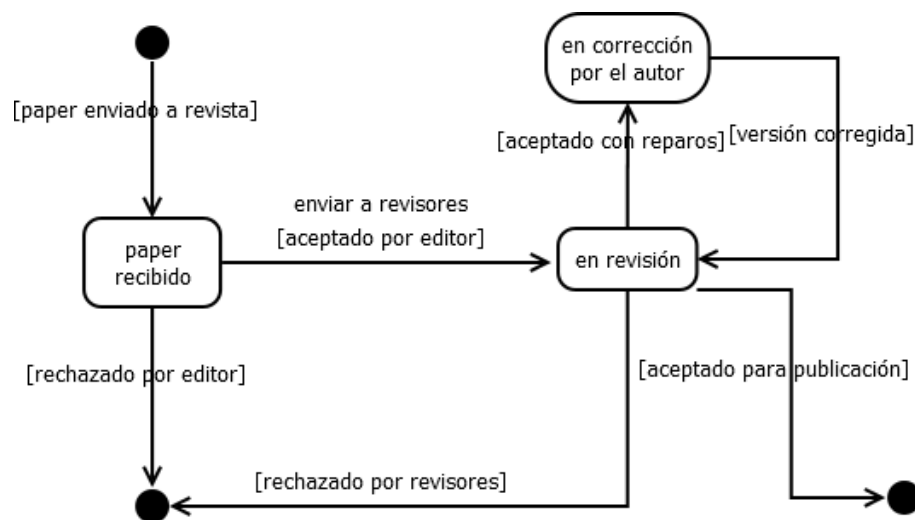 en corrección
por el autor
[paper enviado a revista]
[aceptado con reparos]
[versión corregida]
enviar a revisores
[aceptado por editor]
paper
recibido
en revisión
[rechazado por editor]
[aceptado para publicación]
[rechazado por revisores]